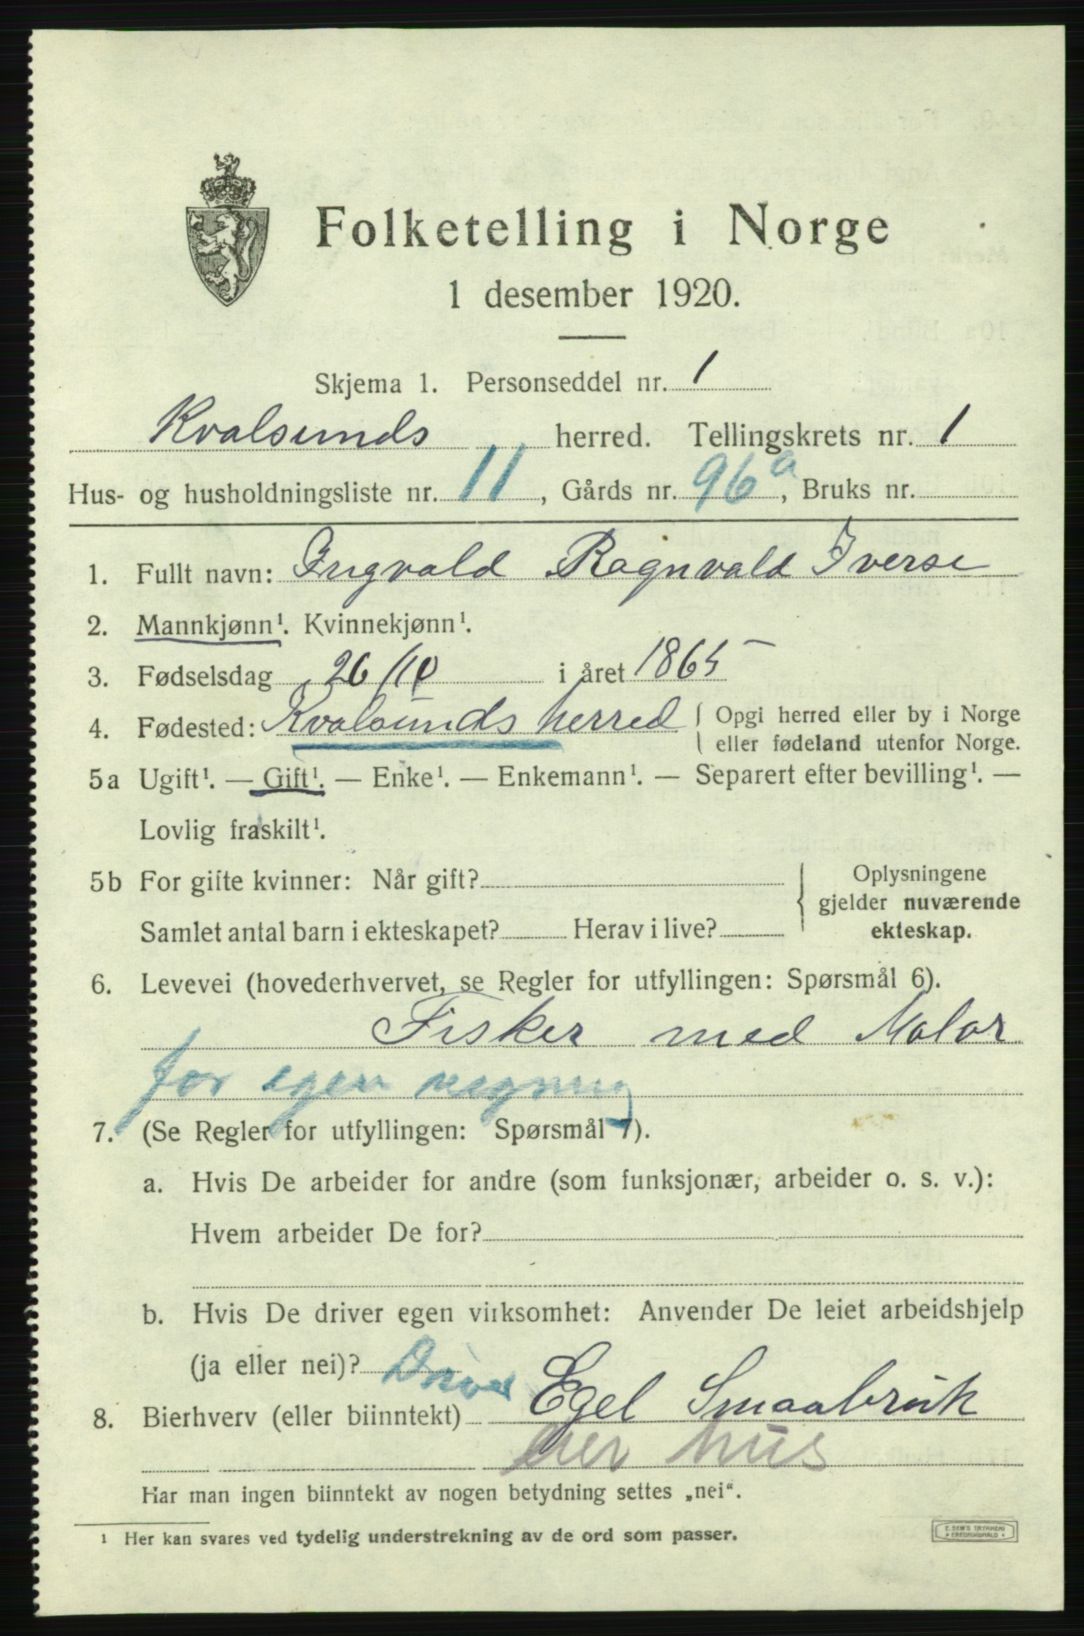 Folketelling i Norge
1 desember 1920.
Skjema 1. Personseddel nr. 1
Kvalsunds herred. Tellingskrets nr. 1
Hus- og husholdningsliste nr. 11, Gårds nr. 96a, Bruks nr.
1. Fullt navn: Ingvald Ragnvald Iverse
2. Mannkjønn¹. Kvinnekjønn¹.
3. Fødselsdag 26/10 i året 1865
4. Fødested: Kvalsunds herred { Opgi herred eller by i Norge
eller fødeland utenfor Norge.
5a Ugift¹. — Gift¹. — Enke¹. — Enkemann¹. — Separert efter bevilling¹. —
Lovlig fraskilt¹.
5b For gifte kvinner: Når gift? { Oplysningene
gjelder nuværende
Samlet antal barn i ekteskapet? Herav i live? ekteskap.
6. Levevei (hovederhvervet, se Regler for utfyllingen: Spørsmål 6).
Fisker med Motor
for egen regning
7. (Se Regler for utfyllingen: Spørsmål 7).
a. Hvis De arbeider for andre (som funksjonær, arbeider o. s. v.):
Hvem arbeider De for?
b. Hvis De driver egen virksomhet: Anvender De leiet arbeidshjelp
(ja eller nei)?
Driver
8. Bierhverv (eller biinntekt) Eget Smaabruk
eier hus
Har man ingen biinntekt av nogen betydning settes „nei“.
¹ Her kan svares ved tydelig understrekning av de ord som passer.